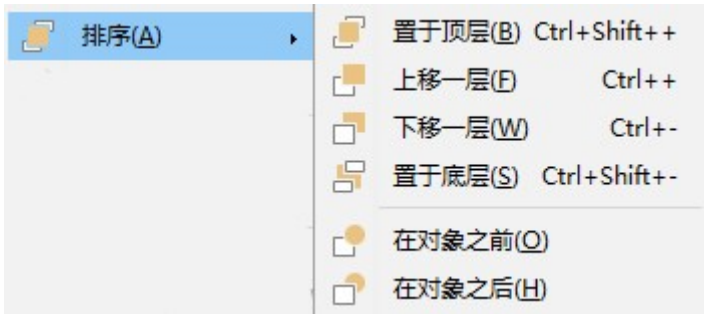 排序(A)
置于顶层(B) Ctrl+Shift++
上移一层(F) Ctrl++
下移一层(W) Ctrl+-
置于底层(S) Ctrl+Shift+-
在对象之前(O)
在对象之后(H)